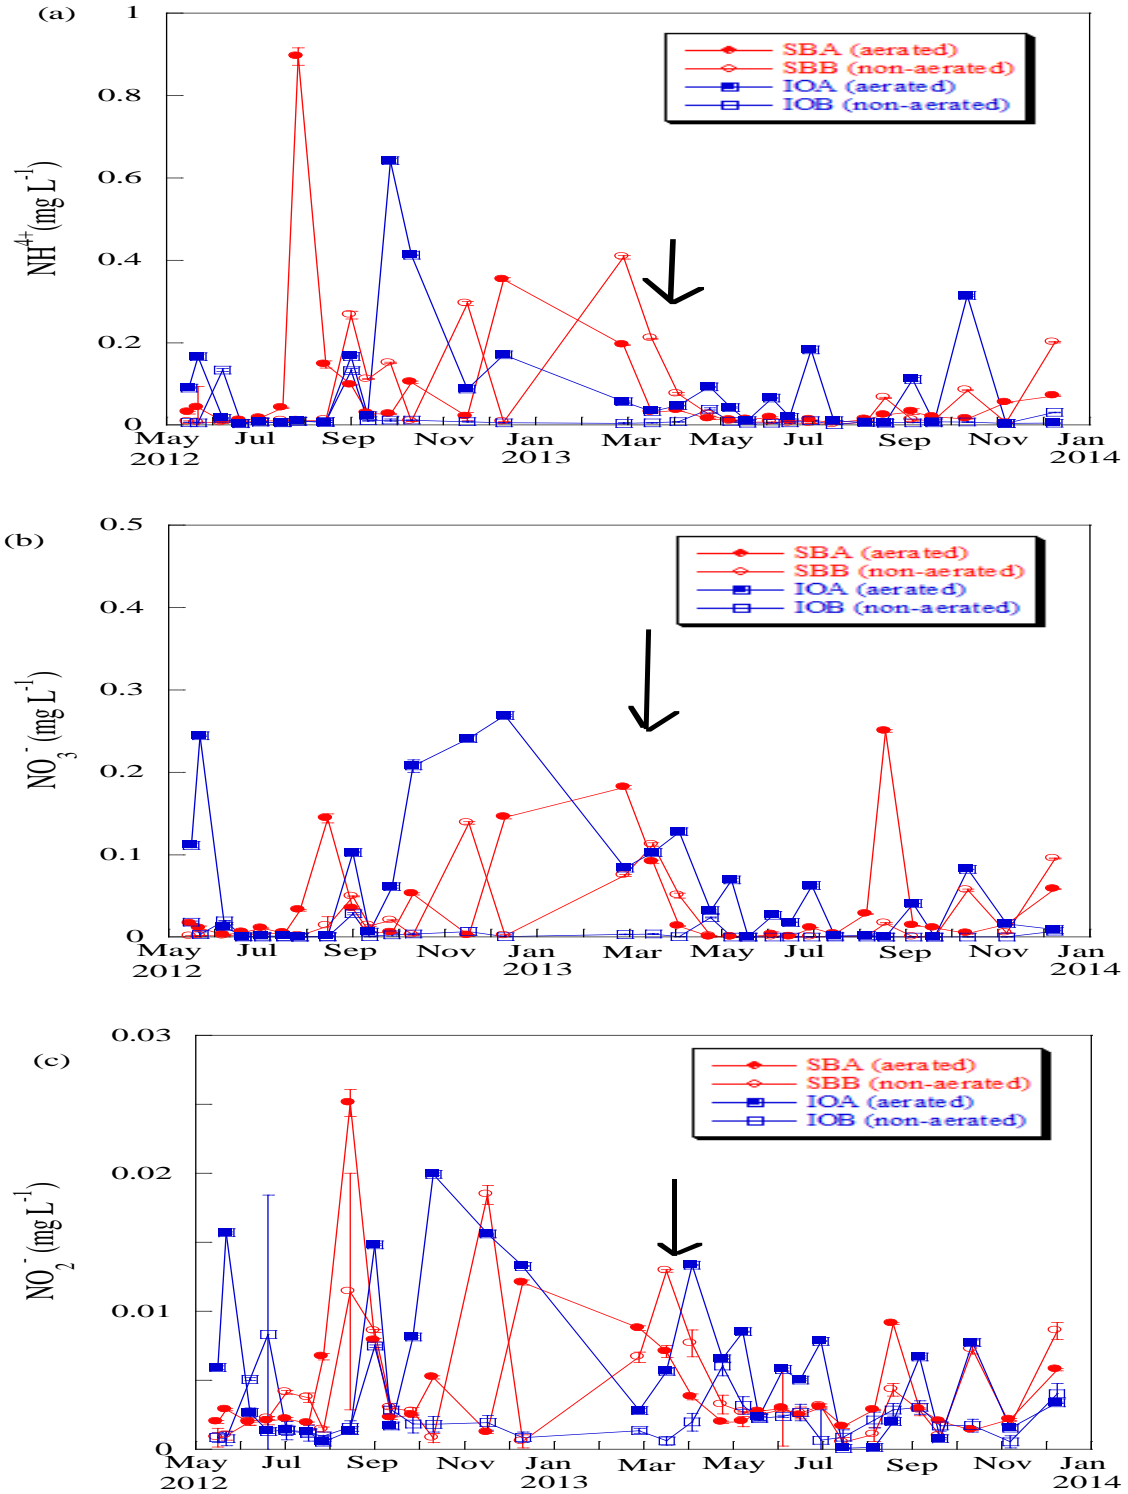 (a)
1
0.8
0.6
0.4
0.2
0
NH⁴⁺ (mg L⁻¹)
SBA (aerated)
SBB (non-aerated)
IOA (aerated)
IOB (non-aerated)
May Jul Sep Nov Jan Mar May Jul Sep Nov Jan
2012 2013 2014
(b)
0.5
0.4
0.3
0.2
0.1
0
NO₃⁻ (mg L⁻¹)
SBA (aerated)
SBB (non-aerated)
IOA (aerated)
IOB (non-aerated)
May Jul Sep Nov Jan Mar May Jul Sep Nov Jan
2012 2013 2014
(c)
0.03
0.02
0.01
0
NO₂⁻ (mg L⁻¹)
SBA (aerated)
SBB (non-aerated)
IOA (aerated)
IOB (non-aerated)
May Jul Sep Nov Jan Mar May Jul Sep Nov Jan
2012 2013 2014